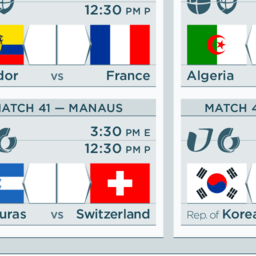 12:30 PM P
dor vs France
Algeria
MATCH 41 — MANAUS
MATCH 4
3:30 PM E
12:30 PM P
uras vs Switzerland
Rep. of Kore